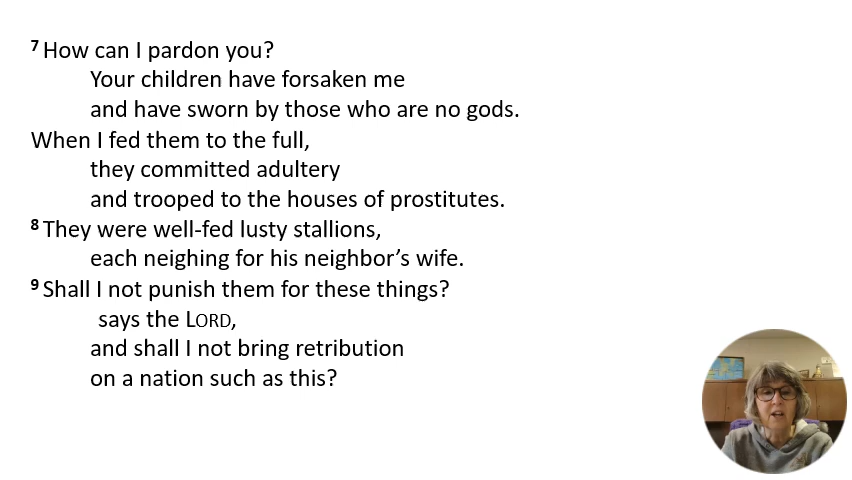 7 How can I pardon you?
Your children have forsaken me
and have sworn by those who are no gods.
When I fed them to the full,
they committed adultery
and trooped to the houses of prostitutes.
8 They were well-fed lusty stallions,
each neighing for his neighbor’s wife.
9 Shall I not punish them for these things?
says the LORD,
and shall I not bring retribution
on a nation such as this?